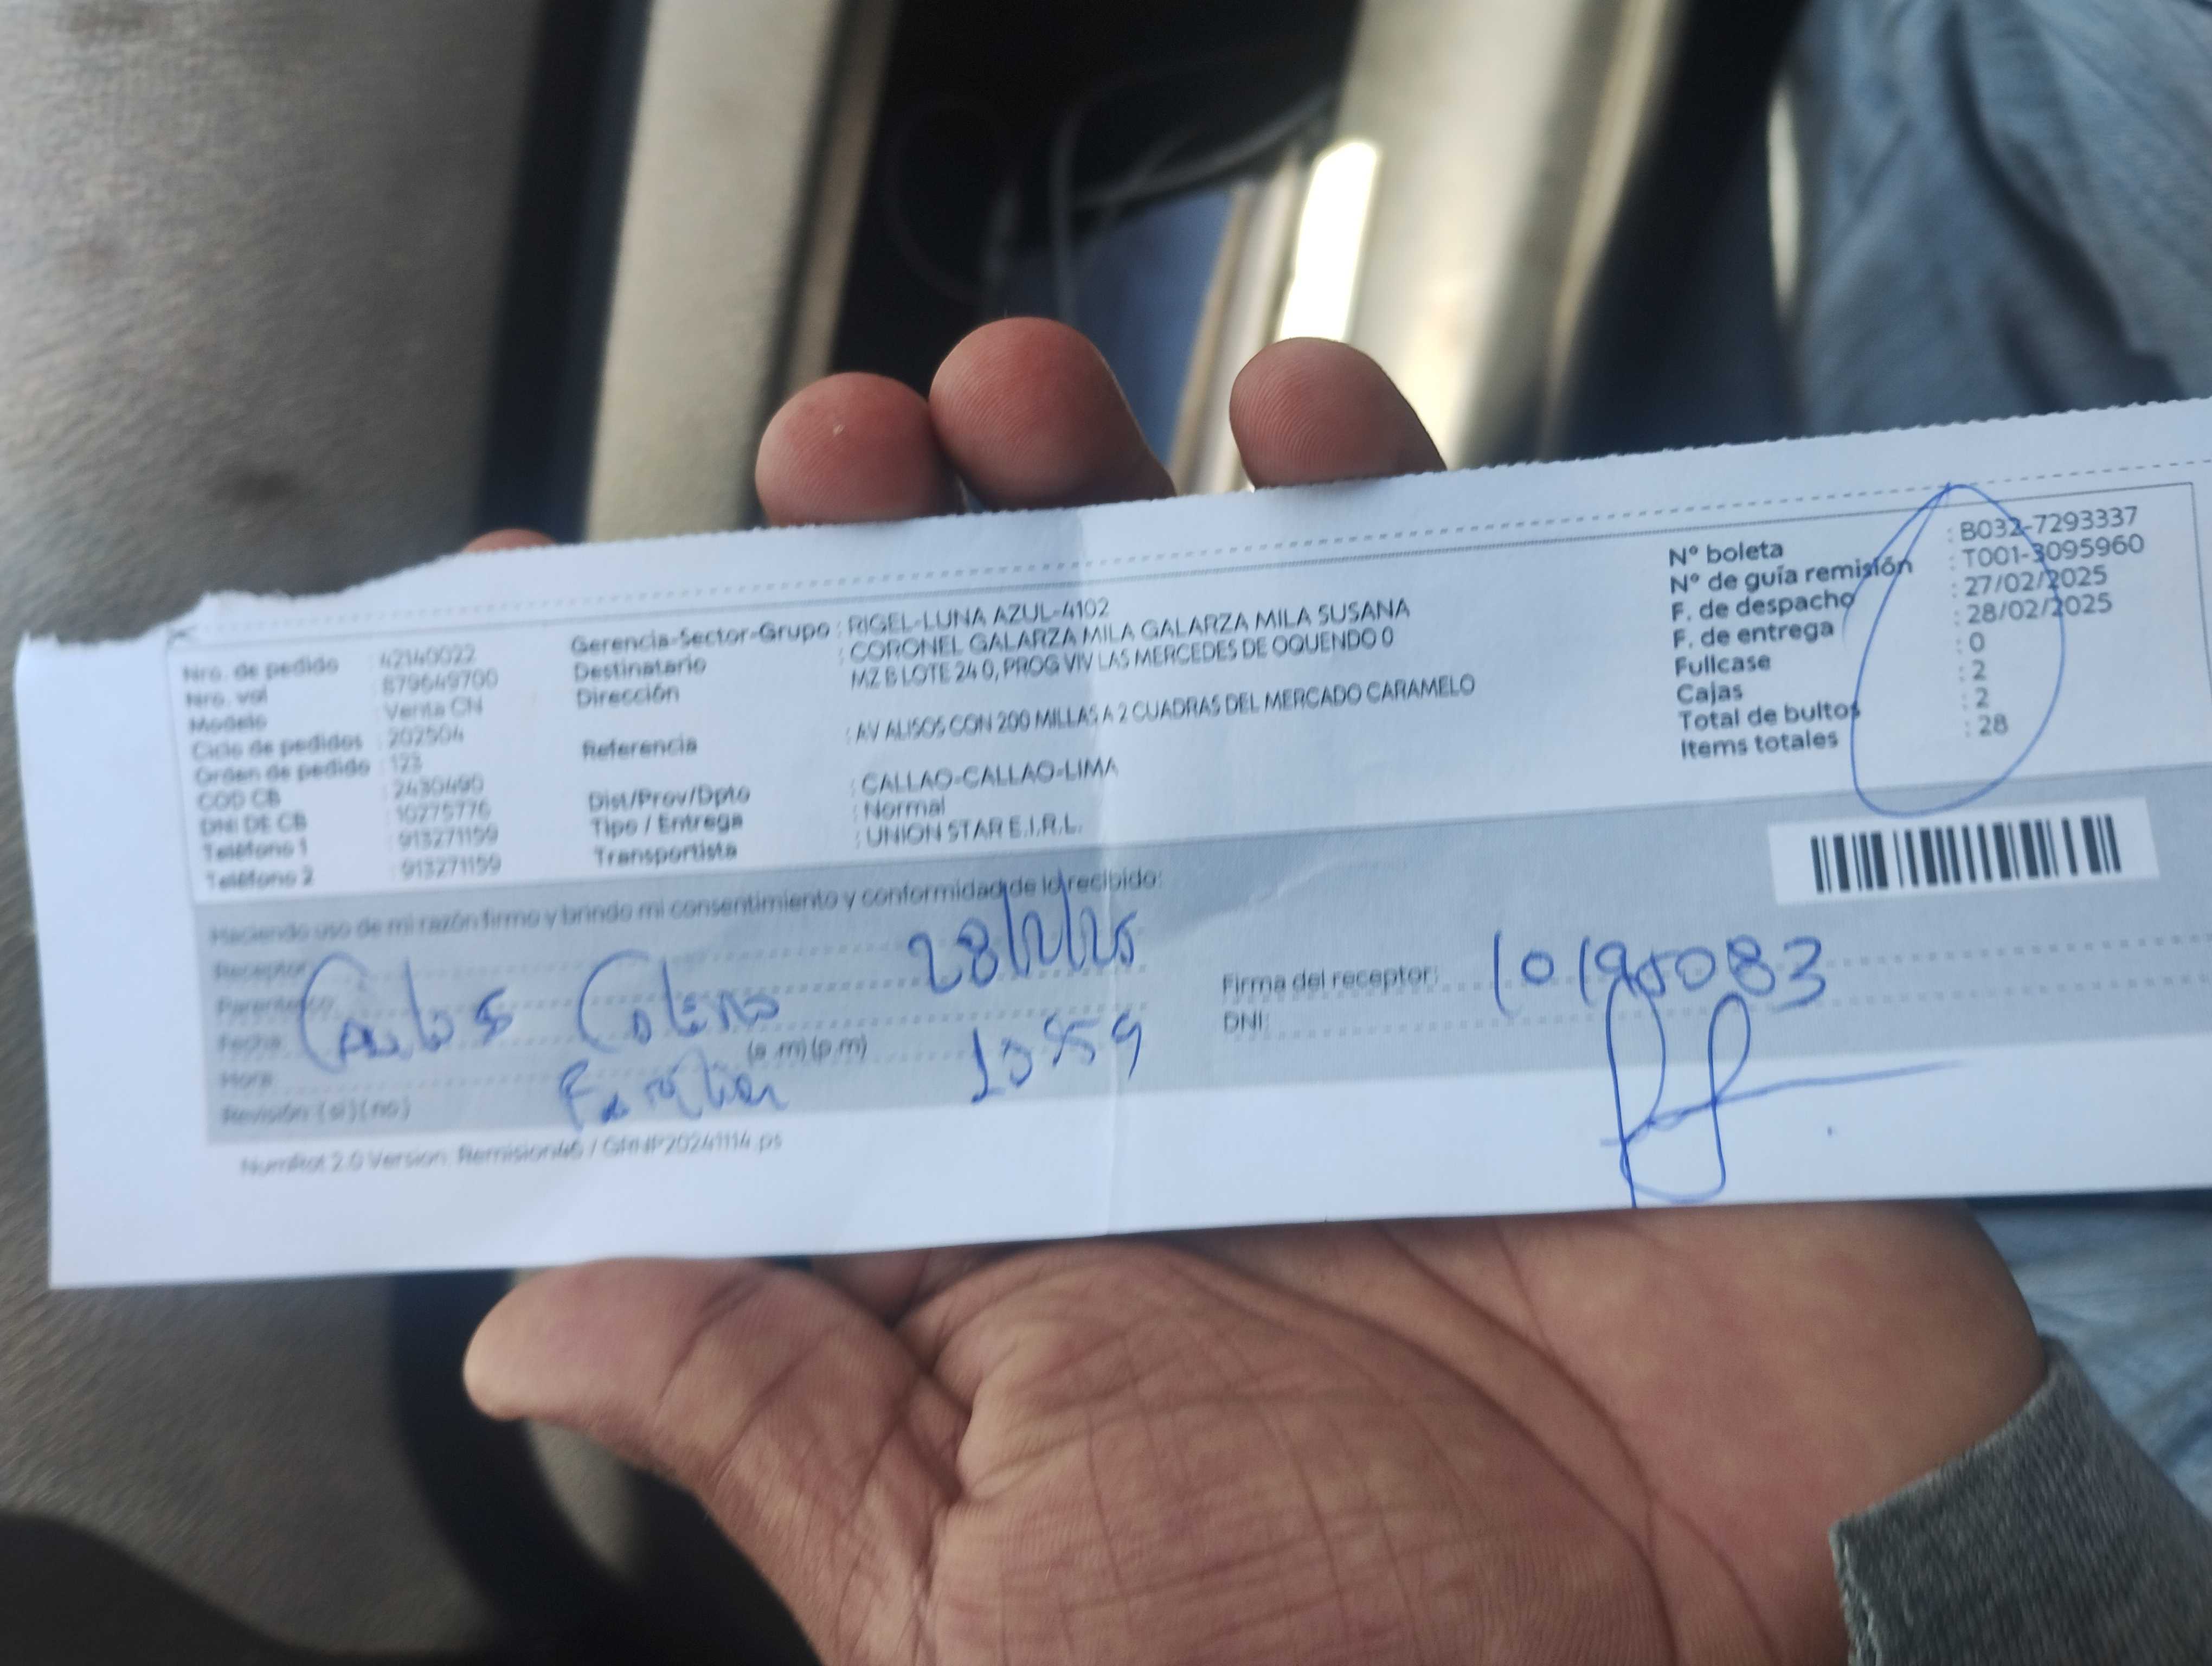 Nro. de pedido : 42140022
Nro. val : 879649700
Modelo : Venta CN
Ciclo de pedidos : 202504
Orden de pedido : 123
COD CB : 2430490
DNI DE CB : 10275776
Teléfono 1 : 913271159
Teléfono 2 : 913271159
Gerencia-Sector-Grupo : RIGEL-LUNA AZUL-4102
Destinatario : CORONEL GALARZA MILA GALARZA MILA SUSANA
Dirección MZ B LOTE 24 0, PROG VIV LAS MERCEDES DE OQUENDO 0
Referencia : AV ALISOS CON 200 MILLAS A 2 CUADRAS DEL MERCADO CARAMELO
Dist/Prov/Dpto : CALLAO-CALLAO-LIMA
Tipo / Entrega : Normal
Transportista : UNION STAR E.I.R.L.
Nº boleta : B032-7293337
Nº de guía remisión : T001-3095960
F. de despacho : 27/02/2025
F. de entrega : 28/02/2025
Fullcase : 0
Cajas : 2
Total de bultos : 2
Items totales : 28
Haciendo uso de mi razón firmo y brindo mi consentimiento y conformidad de lo recibido:
Receptor
Parentesco
Fecha
Hora (a .m) (p.m)
Revisión (si) (no)
Carlos
28/2/25
Familiar
10 59
Firma del receptor:
DNI:
NumRot 2.0 Version: